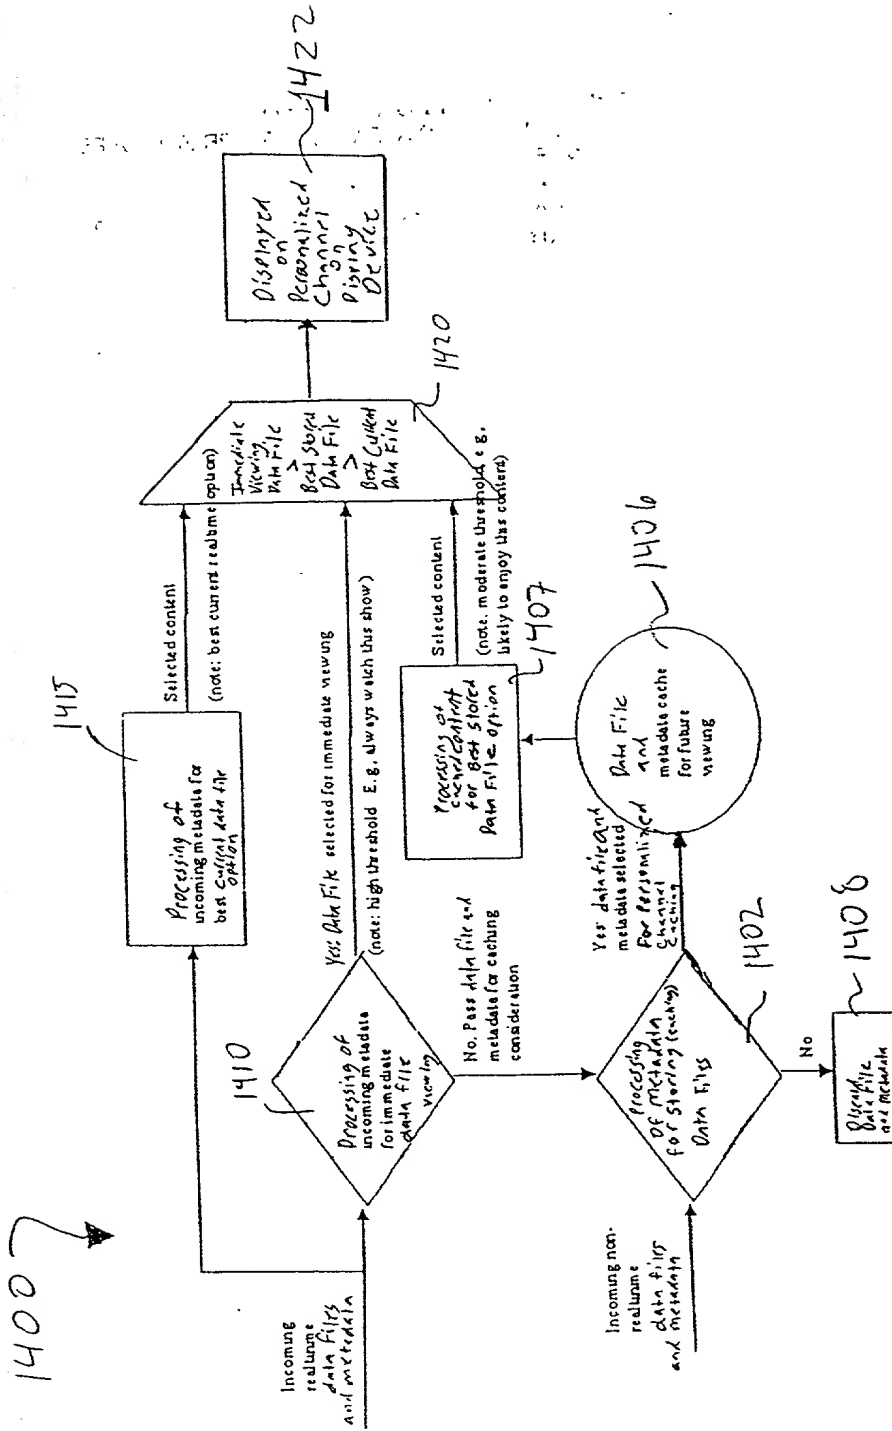 1400
Incoming
realtime
data files
and metadata
1410
Processing of
incoming metadata
for immediate
data file
viewing
1415
Processing of
incoming metadata for
best current data file
option
Selected content
(note: best current realtime option)
Yes: Data File selected for immediate viewing
(note: high threshold E.g. always watch this show)
No. Pass data file and
metadata for caching
consideration
Incoming non-
realtime
data files
and metadata
Processing
of metadata
for storing (caching)
Data Files
1402
No
Discard
Data File
and Metadata
1408
Yes data file and
metadata selected
For Personalized
Channel
Caching
Data File
and
metadata cache
for future
viewing
1406
Processing of
cached content
for Best Stored
Data File option
1407
Selected content
(note. moderate threshold e g.
likely to enjoy this content)
Immediate
Viewing
Data File
>
Best Stored
Data File
>
Best Current
Data File
1420
Displayed
on
Personalized
Channel
on
Display
Device
1422